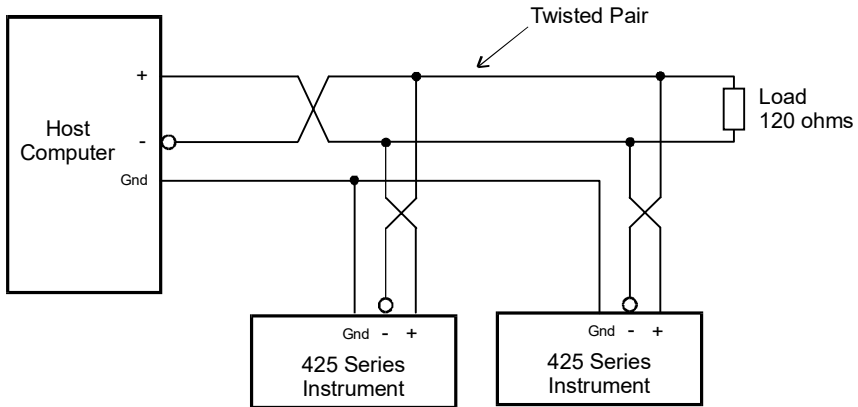 Twisted Pair
+
Host
Computer
-
Gnd
Load
120 ohms
Gnd - +
425 Series
Instrument
Gnd - +
425 Series
Instrument